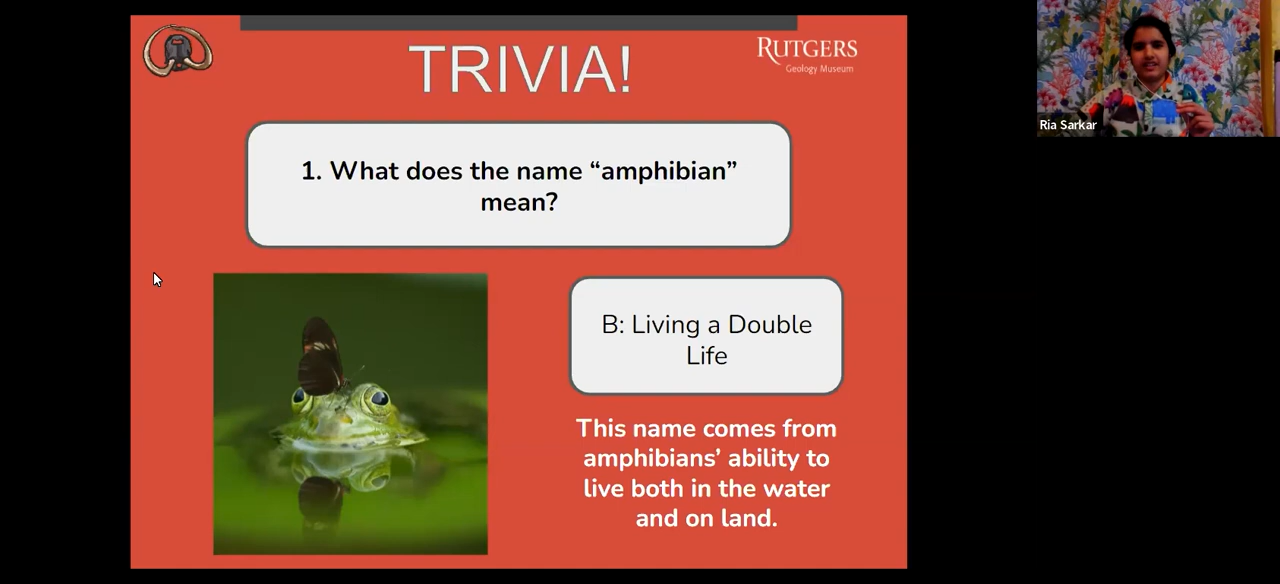 TRIVIA!
RUTGERS
Geology Museum
Ria Sarkar
1. What does the name “amphibian”
mean?
B: Living a Double
Life
This name comes from
amphibians’ ability to
live both in the water
and on land.